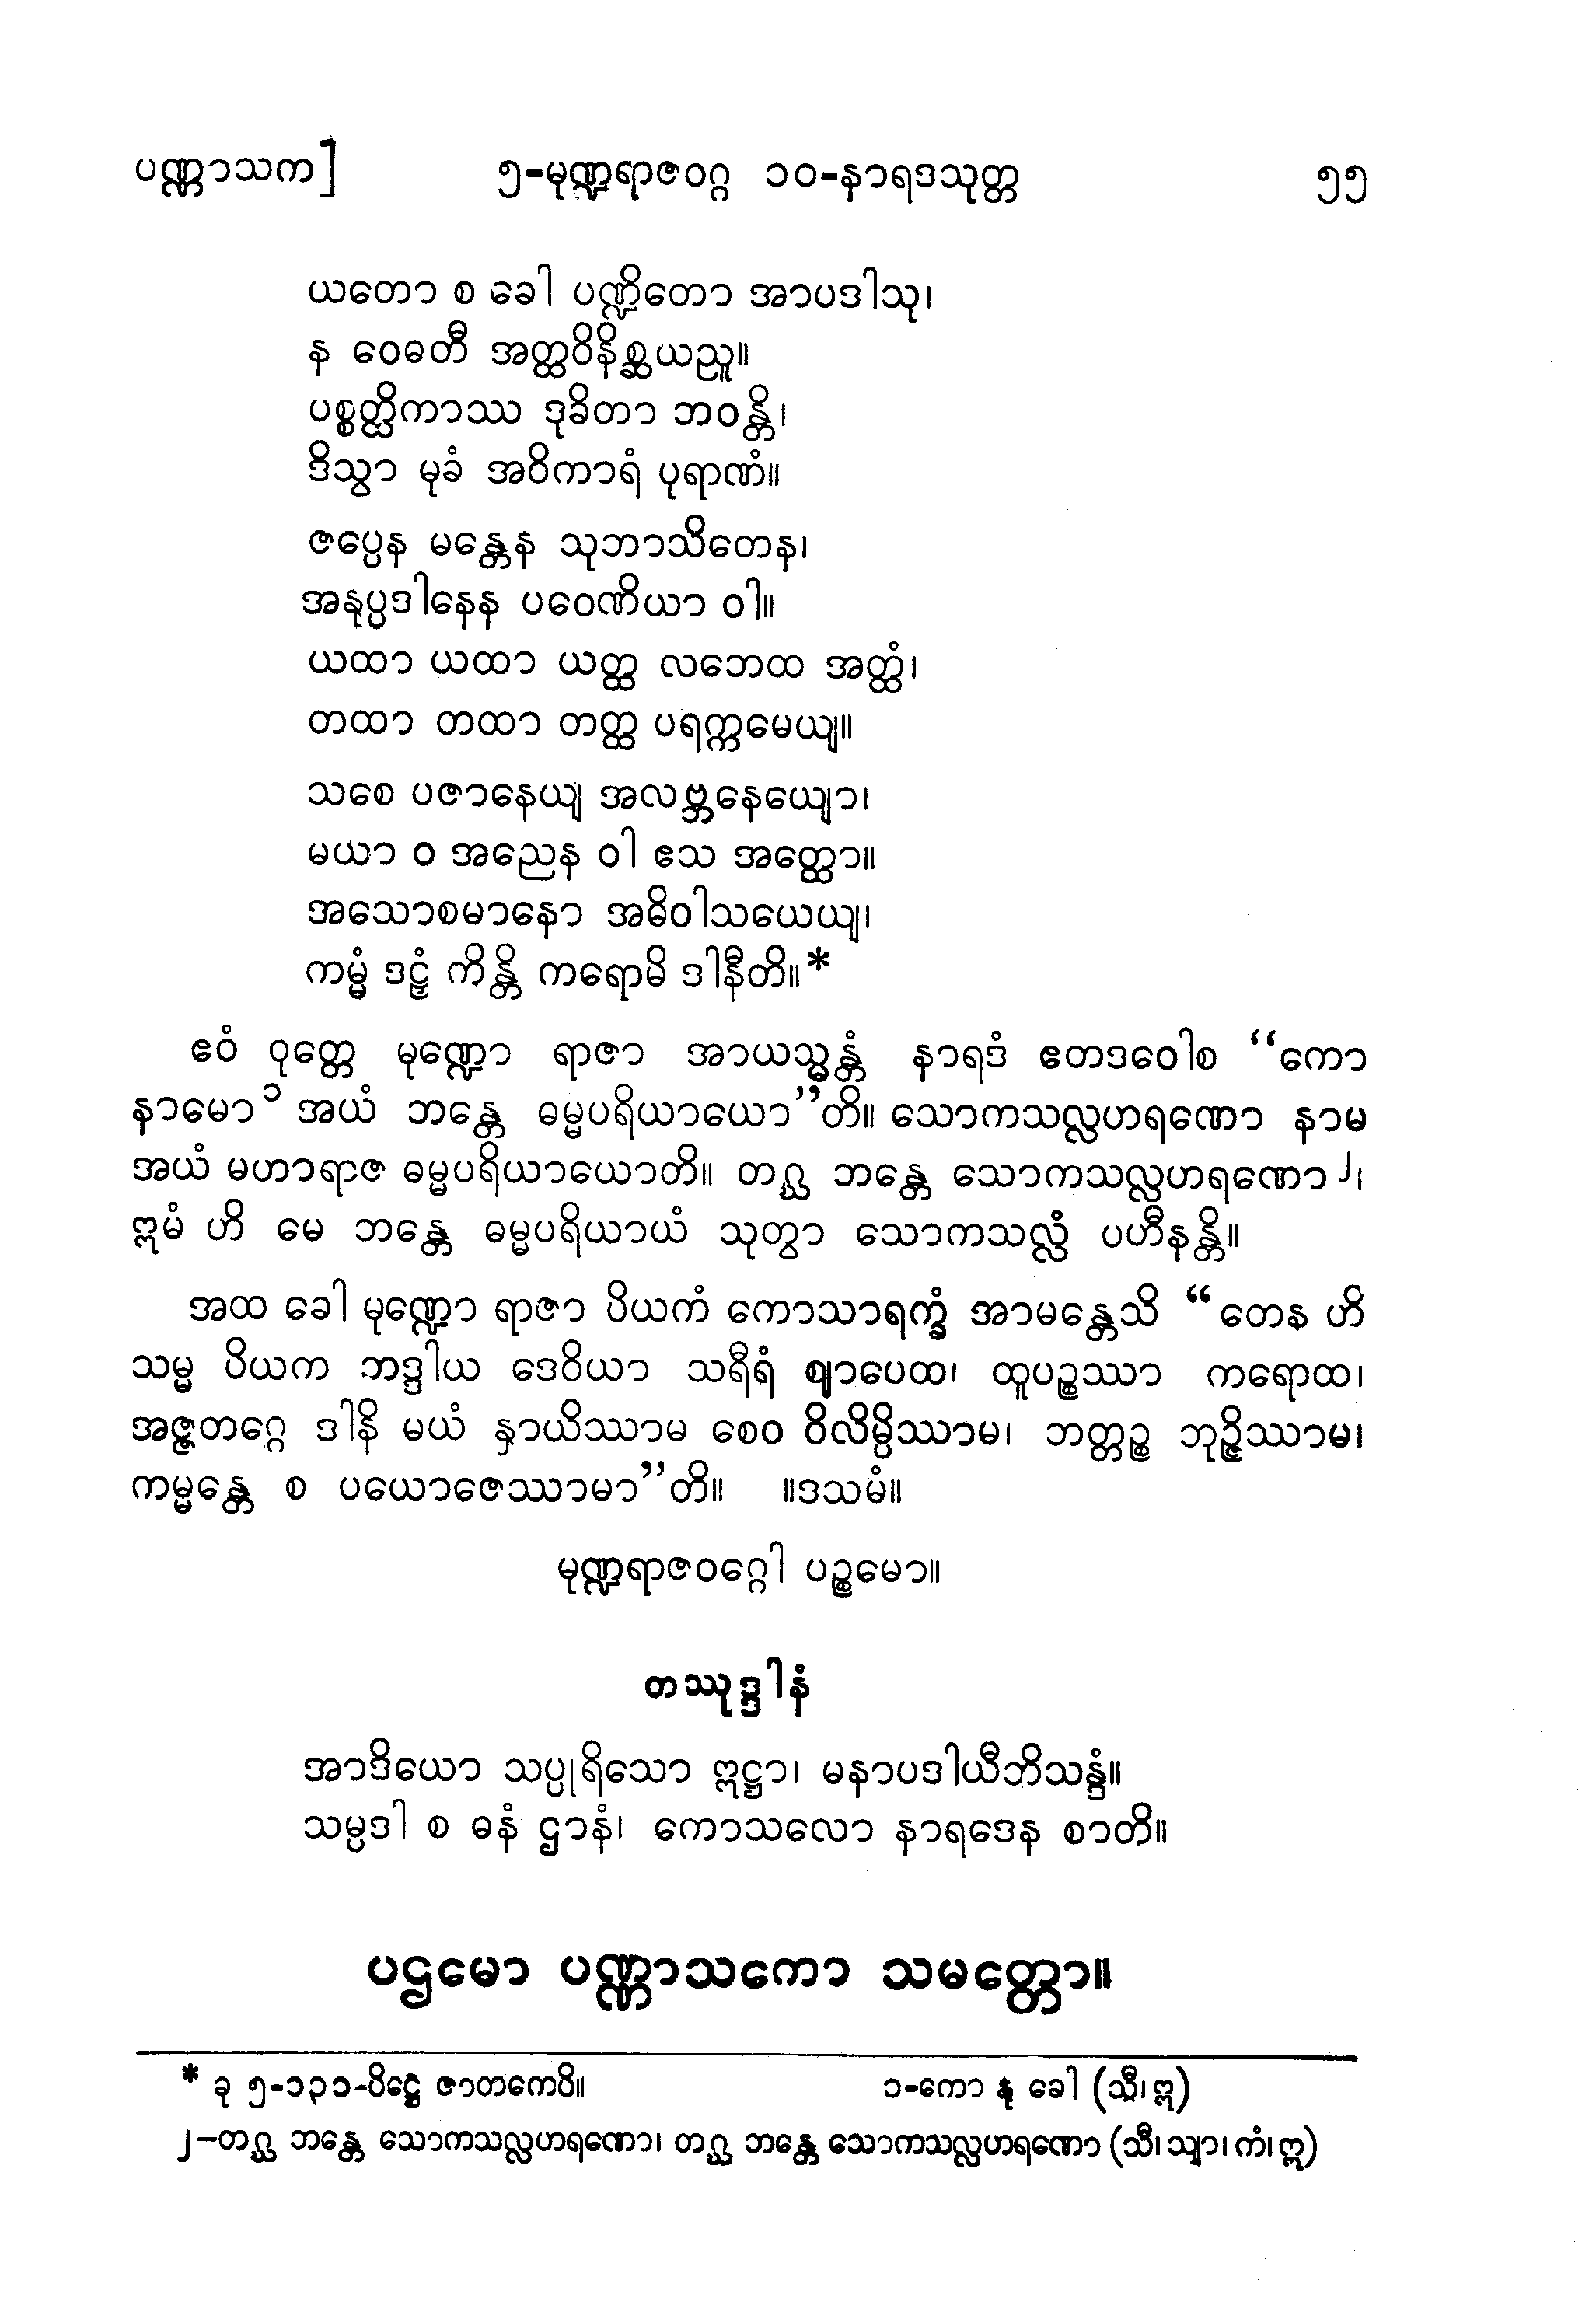 ပဏ္ဏာသက]	၅-မုဏ္ဍရာဇဝဂ္ဂ ၁၀-နာရဒသုတ္တ	၅၅
ယတော စ ခေါ ပဏ္ဍိတော အာပဒါသု၊
န ဝေဓတီ အတ္ထဝိနိစ္ဆယညူ။
ပစ္စတ္ထိကာဿ ဒုခိတာ ဘဝန္တိ၊
ဒိသွာ မုခံ အဝိကာရံ ပုရာဏံ။
ဇပ္ပေန မန္တေန သုဘာသိတေန၊
အနုပ္ပဒါနေန ပဝေဏိယာ ဝါ။
ယထာ ယထာ ယတ္ထ လဘေထ အတ္ထံ၊
တထာ တထာ တတ္ထ ပရက္ကမေယျ။
သစေ ပဇာနေယျ အလဗ္ဘနေယျော၊
မယာ ဝ အညေန ဝါ ဧသ အတ္ထော။
အသောစမာနော အဓိဝါသယေယျ၊
ကမ္မံ ဒဠှံ ကိန္တိ ကရောမိ ဒါနီတိ။*
ဧဝံ ဝုတ္တေ မုဏ္ဍော ရာဇာ အာယသ္မန္တံ နာရဒံ ဧတဒဝေါစ “ကော
နာမော ၁ အယံ ဘန္တေ ဓမ္မပရိယာယော”တိ။ သောကသလ္လဟရဏော နာမ
အယံ မဟာရာဇ ဓမ္မပရိယာယောတိ။ တဂ္ဃ ဘန္တေ သောကသလ္လဟရဏော ၂၊
ဣမံ ဟိ မေ ဘန္တေ ဓမ္မပရိယာယံ သုတွာ သောကသလ္လံ ပဟီနန္တိ။
အထ ခေါ မုဏ္ဍော ရာဇာ ပိယကံ ကောသာရက္ခံ အာမန္တေသိ “တေန ဟိ
သမ္မ ပိယက ဘဒ္ဒါယ ဒေဝိယာ သရီရံ ဈာပေထ၊ ထူပဉ္စဿာ ကရောထ၊
အဇ္ဇတဂ္ဂေ ဒါနိ မယံ နှာယိဿာမ စေဝ ဝိလိမ္ပိဿာမ၊ ဘတ္တဉ္စ ဘုဉ္ဇိဿာမ၊
ကမ္မန္တေ စ ပယောဇေဿာမာ”တိ။ ။ဒသမံ။
မုဏ္ဍရာဇဝဂ္ဂေါ ပဉ္စမော။
တဿုဒ္ဒါနံ
အာဒိယော သပ္ပုရိသော ဣဋ္ဌာ၊ မနာပဒါယီဘိသန္ဒံ။
သမ္ပဒါ စ ဓနံ ဌာနံ၊ ကောသလော နာရဒေန စာတိ။
ပဌမော ပဏ္ဏာသကော သမတ္တော။
* ခု ၅-၁၃၁-ပိဋ္ဌေ ဇာတကေပိ။	၁-ကော နု ခေါ (သီ၊ ဣ)
၂-တဂ္ဃ ဘန္တေ သောကသလ္လဟရဏော၊ တဂ္ဃ ဘန္တေ သောကသလ္လဟရဏော (သီ၊ သျာ၊ ကံ၊ ဣ)